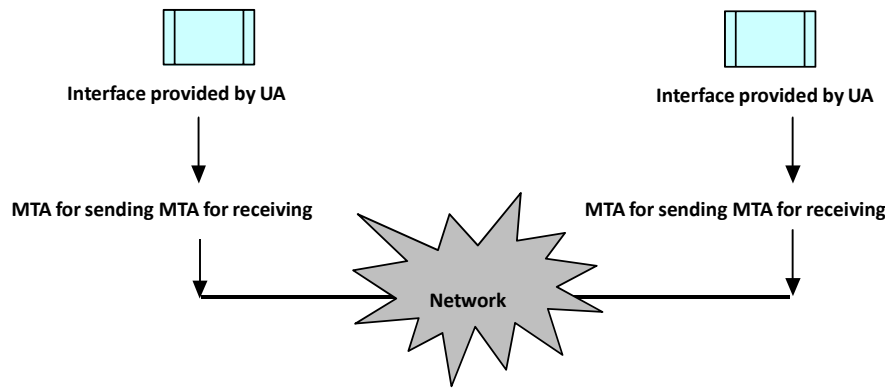 Interface provided by UA
Interface provided by UA
MTA for sending MTA for receiving
MTA for sending MTA for receiving
Network